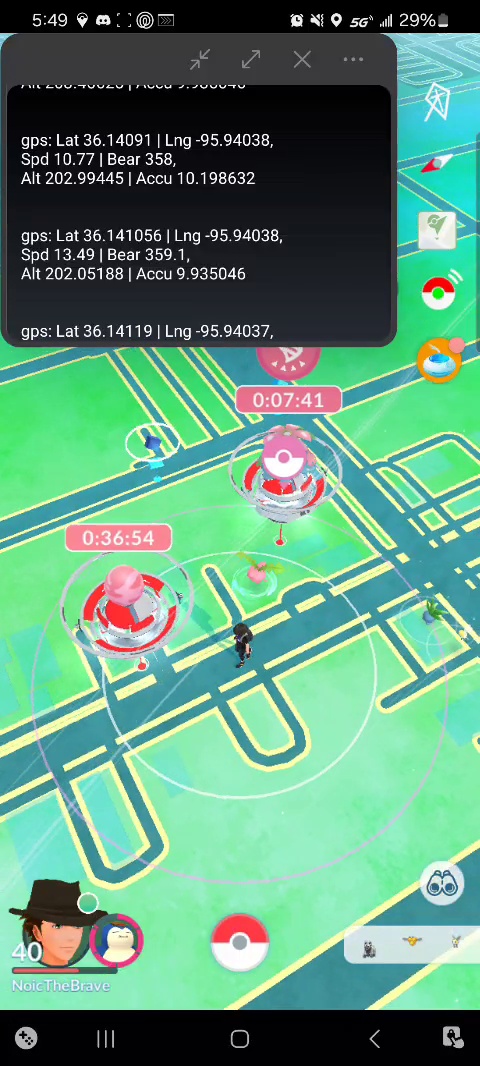 5:49
5G
29%
gps: Lat 36.14091 | Lng -95.94038,
Spd 10.77 | Bear 358,
Alt 202.99445 | Accu 10.198632
gps: Lat 36.141056 | Lng -95.94038,
Spd 13.49 | Bear 359.1,
Alt 202.05188 | Accu 9.935046
gps: Lat 36.14119 | Lng -95.94037,
0:07:41
0:36:54
40
NoicTheBrave